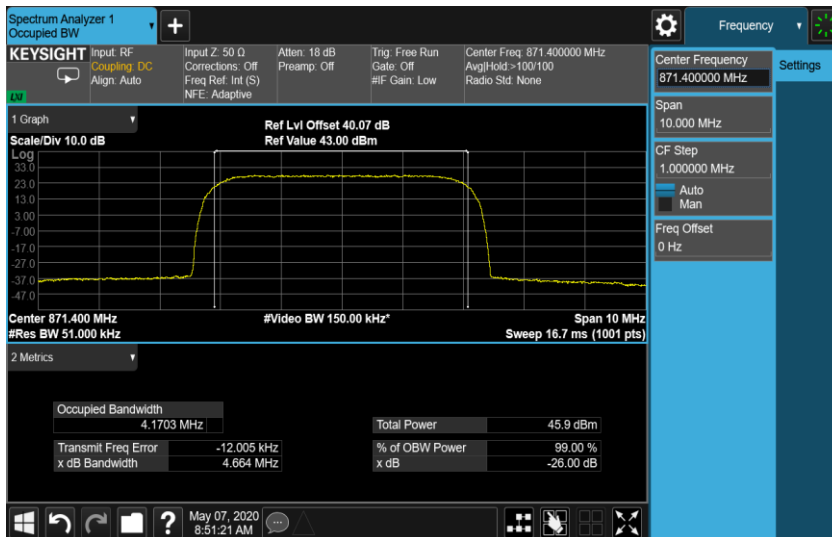 Spectrum Analyzer 1
Occupied BW
+
Frequency
KEYSIGHT
LXI
Input: RF
Coupling: DC
Align: Auto
Input Z: 50 Ω
Corrections: Off
Freq Ref: Int (S)
NFE: Adaptive
Atten: 18 dB
Preamp: Off
Trig: Free Run
Gate: Off
#IF Gain: Low
Center Freq: 871.400000 MHz
Avg|Hold:>100/100
Radio Std: None
Center Frequency
871.400000 MHz
Settings
Span
10.000 MHz
CF Step
1.000000 MHz
Auto
Man
Freq Offset
0 Hz
1 Graph
Scale/Div 10.0 dB
Ref Lvl Offset 40.07 dB
Ref Value 43.00 dBm
Log
33.0
23.0
13.0
3.00
-7.00
-17.0
-27.0
-37.0
-47.0
Center 871.400 MHz
#Video BW 150.00 kHz*
Span 10 MHz
#Res BW 51.000 kHz
Sweep 16.7 ms (1001 pts)
2 Metrics
Occupied Bandwidth
4.1703 MHz
Total Power 45.9 dBm
Transmit Freq Error -12.005 kHz
% of OBW Power 99.00 %
x dB Bandwidth 4.664 MHz
x dB -26.00 dB
?
May 07, 2020
8:51:21 AM